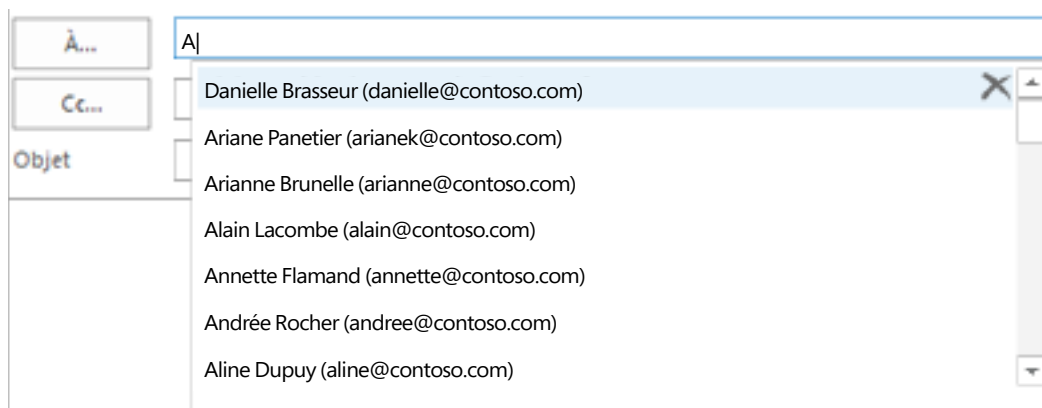 À... A
Danielle Brasseur (danielle@contoso.com)
Cc...
Ariane Panetier (arianek@contoso.com)
Objet
Arianne Brunelle (arianne@contoso.com)
Alain Lacombe (alain@contoso.com)
Annette Flamand (annette@contoso.com)
Andrée Rocher (andree@contoso.com)
Aline Dupuy (aline@contoso.com)